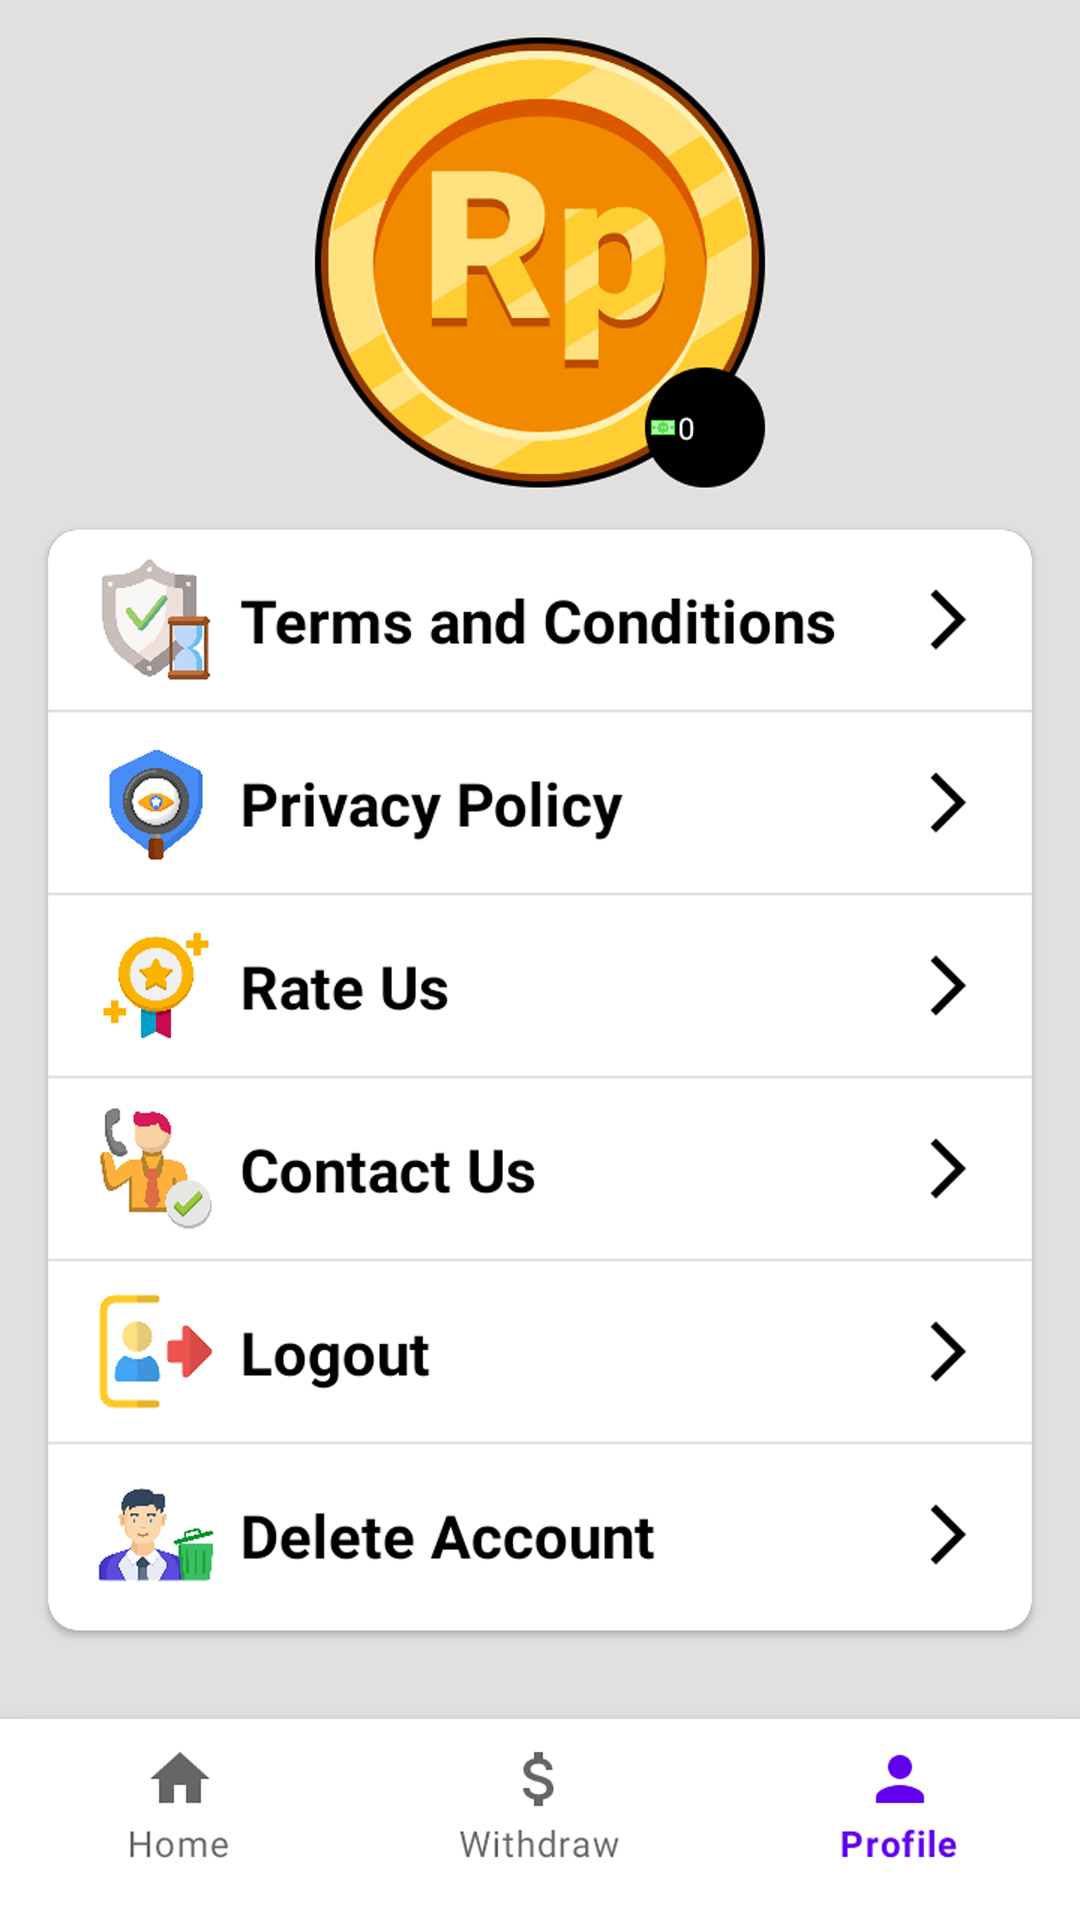 Rp
0
Terms and Conditions
Privacy Policy
Rate Us
Contact Us
Logout
Delete Account
Home
Withdraw
Profile